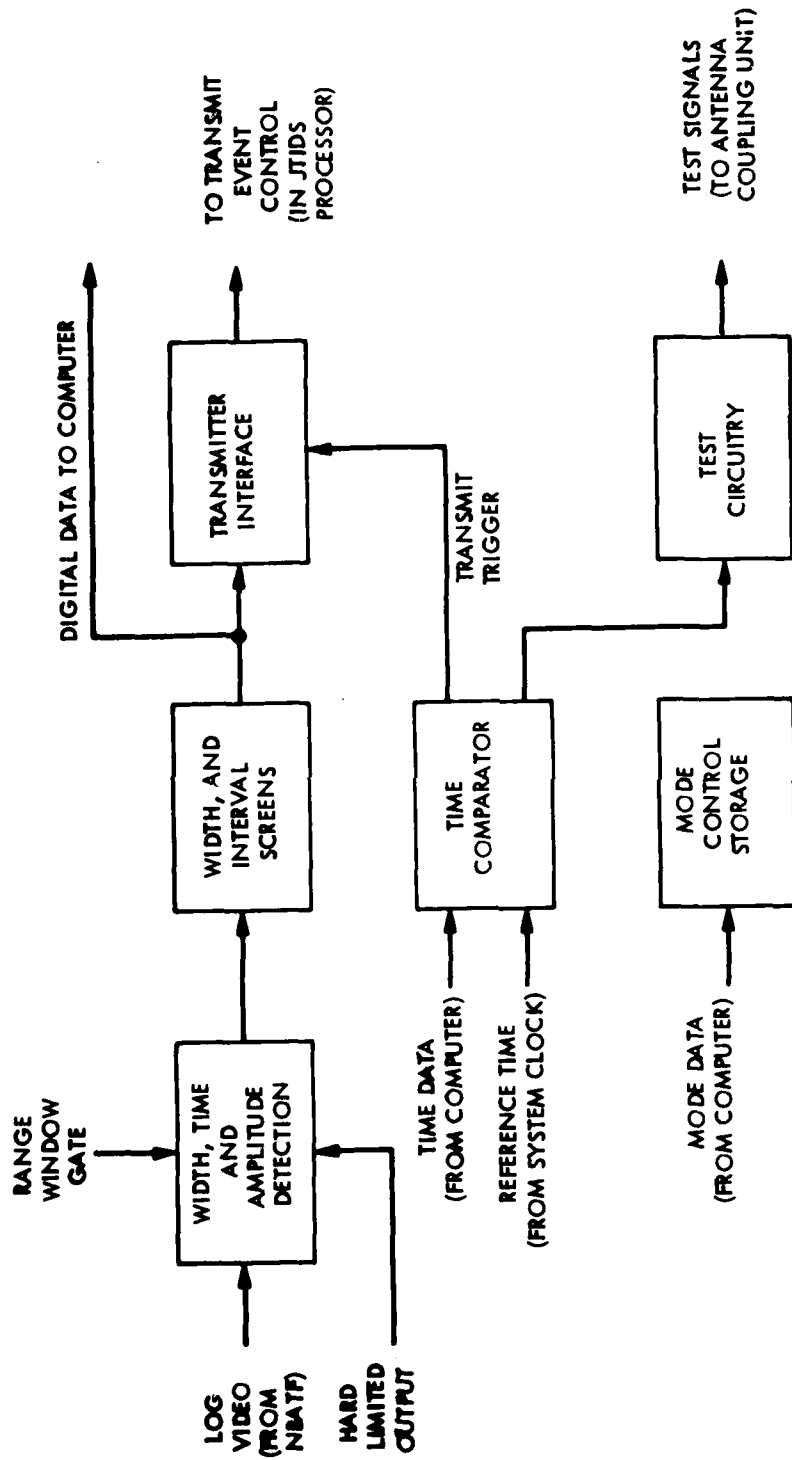 RANGE
WINDOW
GATE
LOG
VIDEO
(FROM
NBATF)
HARD
LIMITED
OUTPUT
WIDTH, TIME
AND
AMPLITUDE
DETECTION
WIDTH, AND
INTERVAL
SCREENS
DIGITAL DATA TO COMPUTER
TRANSMITTER
INTERFACE
TO TRANSMIT
EVENT
CONTROL
(IN JTIDS
PROCESSOR)
TIME DATA
(FROM COMPUTER)
REFERENCE TIME
(FROM SYSTEM CLOCK)
TIME
COMPARATOR
TRANSMIT
TRIGGER
MODE DATA
(FROM COMPUTER)
MODE
CONTROL
STORAGE
TEST
CIRCUITRY
TEST SIGNALS
(TO ANTENNA
COUPLING UNIT)